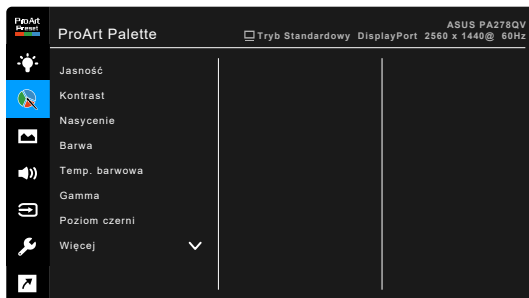 ProArt
Preset
ProArt Palette
ASUS PA278QV
Tryb Standardowy DisplayPort 2560 x 1440@ 60Hz
Jasność
Kontrast
Nasycenie
Barwa
Temp. barwowa
Gamma
Poziom czerni
Więcej